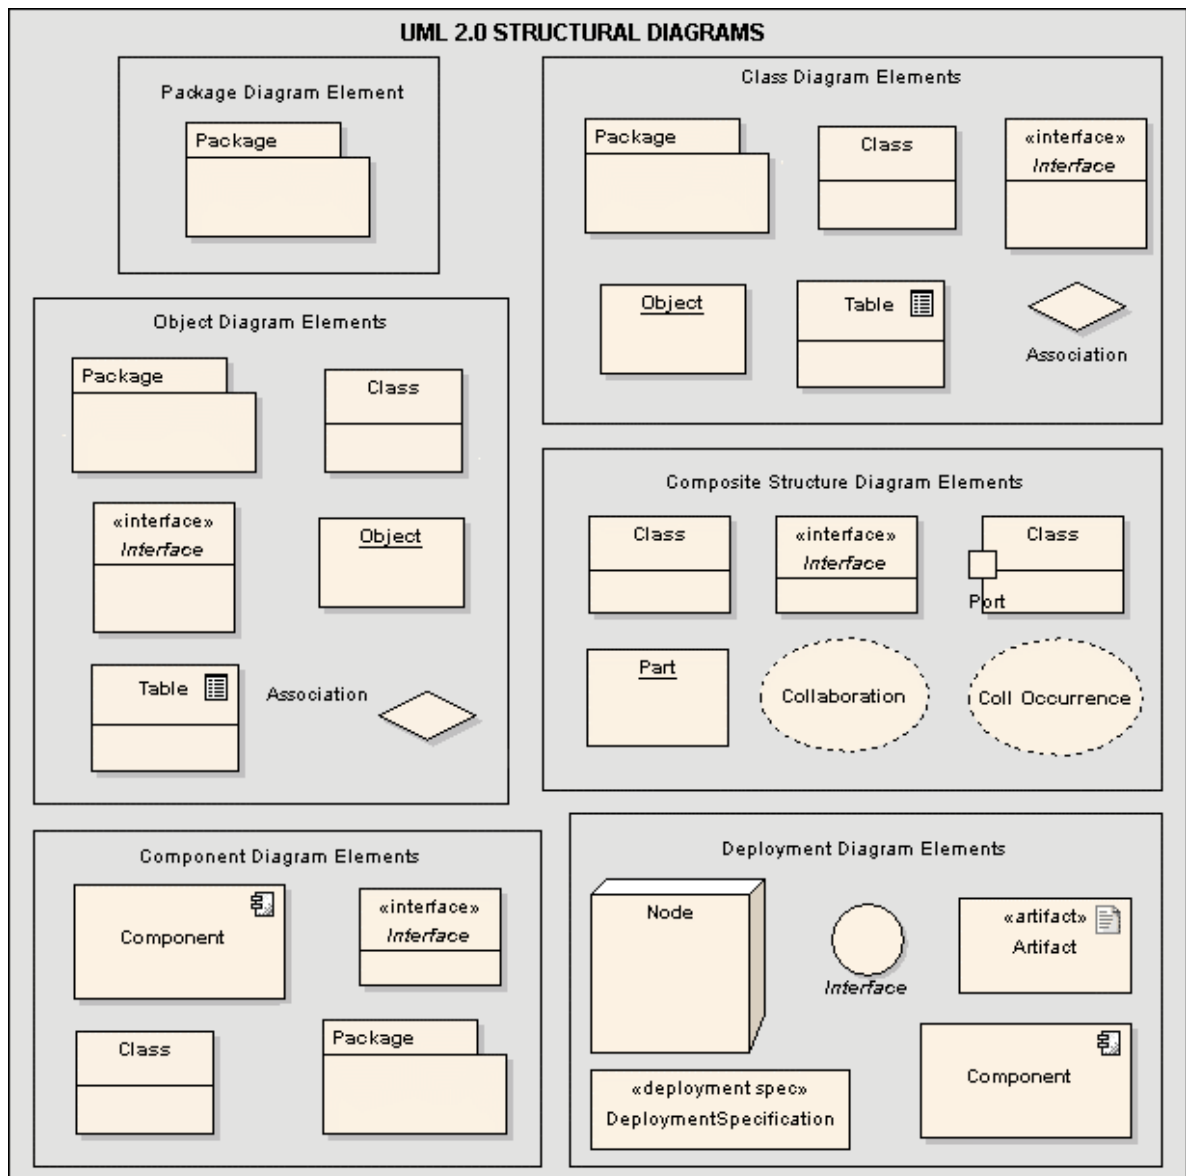 UML 2.0 STRUCTURAL DIAGRAMS
Package Diagram Element
Package
Class Diagram Elements
Package
Class
«interface»
Interface
Object
Table
Association
Object Diagram Elements
Package
Class
«interface»
Interface
Object
Table
Association
Composite Structure Diagram Elements
Class
«interface»
Interface
Class
Port
Part
Collaboration
Coll Occurrence
Component Diagram Elements
Component
«interface»
Interface
Class
Package
Deployment Diagram Elements
Node
Interface
«artifact»
Artifact
«deployment spec»
DeploymentSpecification
Component